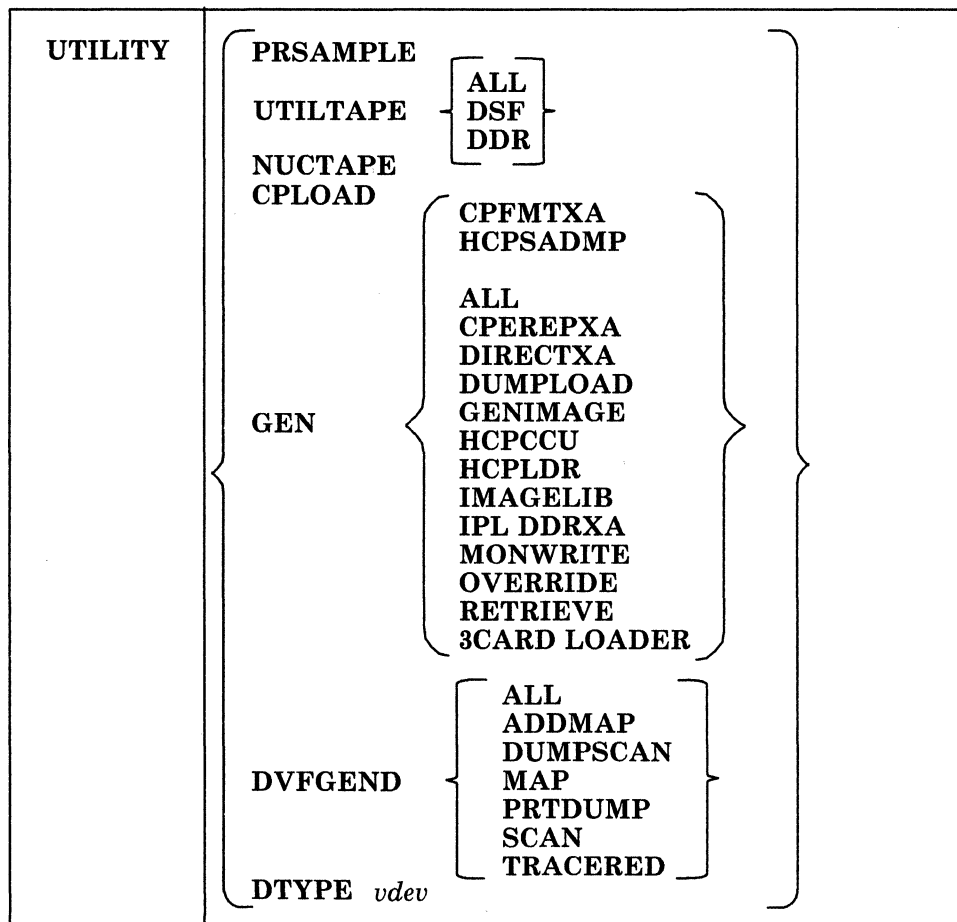 UTILITY PRSAMPLE
UTILTAPE
ALL
DSF
DDR
NUCTAPE
CPLOAD
GEN
CPFMTXA
HCPSADMP
ALL
CPEREPXA
DIRECTXA
DUMPLOAD
GENIMAGE
HCPCCU
HCPLDR
IMAGELIB
IPL DDRXA
MONWRITE
OVERRIDE
RETRIEVE
3CARD LOADER
DVFGEND
ALL
ADDMAP
DUMPSCAN
MAP
PRTDUMP
SCAN
TRACERED
DTYPE vdev